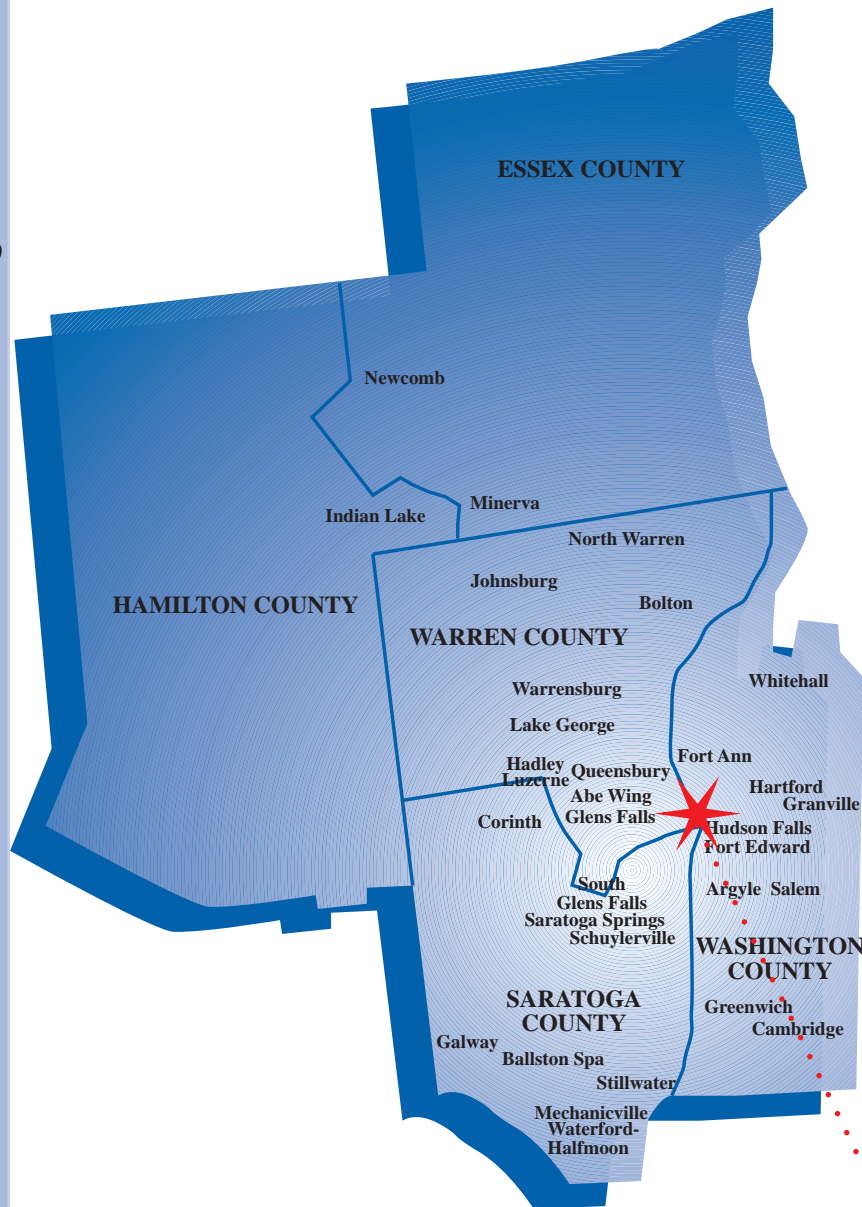 ESSEX COUNTY
Newcomb
Minerva
Indian Lake
North Warren
Johnsburg
Bolton
HAMILTON COUNTY
WARREN COUNTY
Whitehall
Warrensburg
Lake George
Fort Ann
Hadley
Luzerne
Queensbury
Hartford
Granville
Abe Wing
Glens Falls
Corinth
Hudson Falls
Fort Edward
South
Glens Falls
Argyle Salem
Saratoga Springs
Schuylerville
WASHINGTON
COUNTY
SARATOGA
COUNTY
Greenwich
Cambridge
Galway
Ballston Spa
Stillwater
Mechanicville
Waterford-
Halfmoon